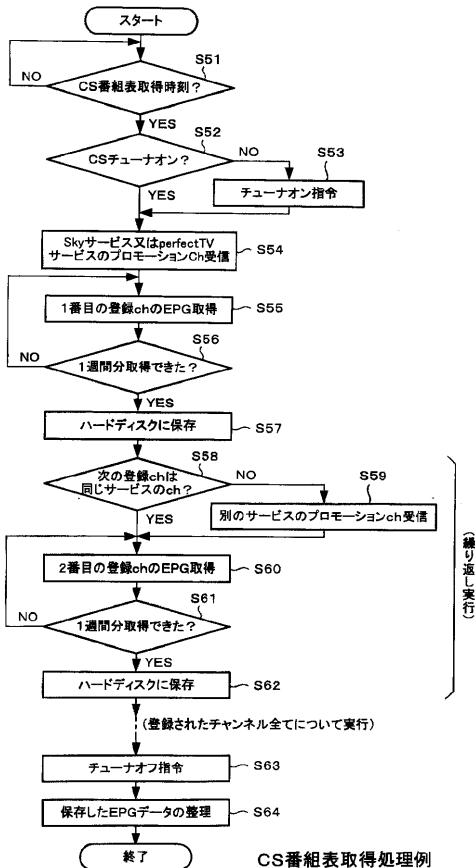 スタート
S51
NO
CS番組表取得時刻？
YES
S52
CSチューナオン？
NO
S53
チューナオン指令
YES
Skyサービス又はperfectTV
サービスのプロモーションCh受信
S54
1番目の登録chのEPG取得
S55
S56
NO
1週間分取得できた？
YES
ハードディスクに保存
S57
S58
次の登録chは
同じサービスのch？
NO
S59
別のサービスのプロモーションch受信
YES
2番目の登録chのEPG取得
S60
S61
NO
1週間分取得できた？
YES
ハードディスクに保存
S62
(繰り返し実行)
(登録されたチャンネル全てについて実行)
チューナオフ指令
S63
保存したEPGデータの整理
S64
終了
CS番組表取得処理例